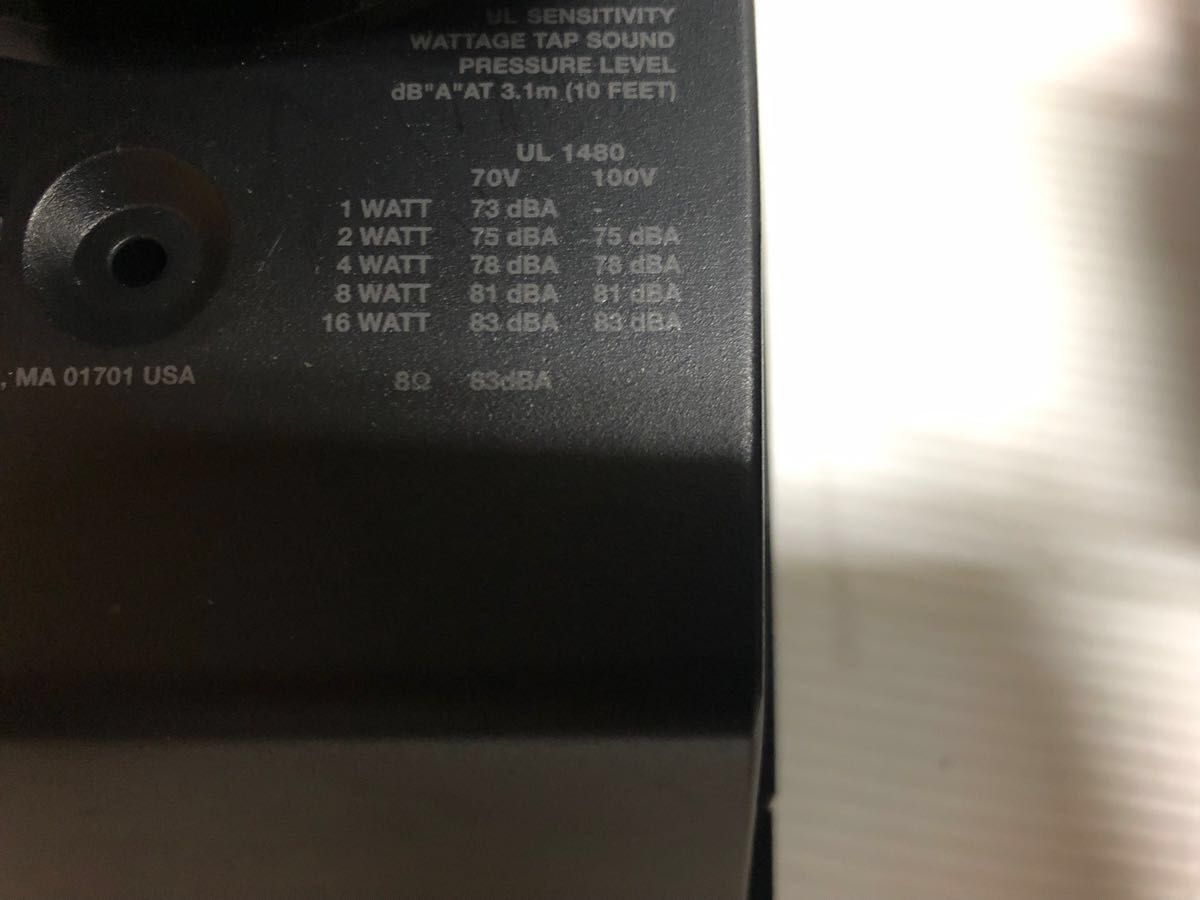 UL SENSITIVITY
WATTAGE TAP SOUND
PRESSURE LEVEL
dB"A"AT 3.1m (10 FEET)
UL 1480
70V 100V
1 WATT 73 dBA -
2 WATT 75 dBA 75 dBA
4 WATT 78 dBA 78 dBA
8 WATT 81 dBA 81 dBA
16 WATT 83 dBA 83 dBA
, MA 01701 USA
8Ω 83dBA